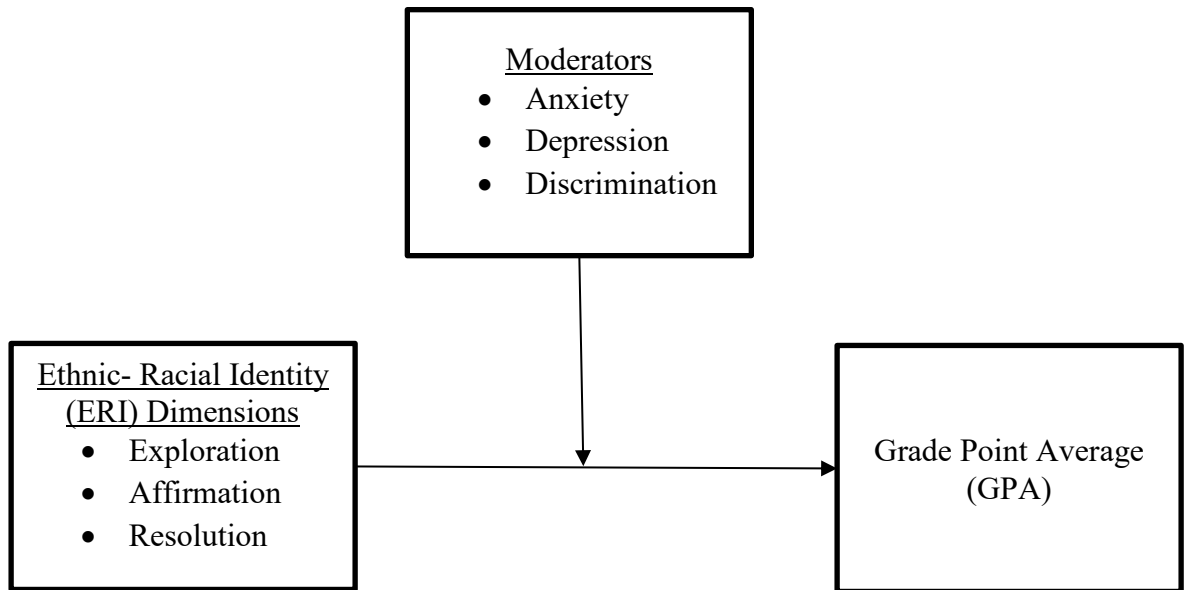 Moderators
• Anxiety
• Depression
• Discrimination
Ethnic- Racial Identity
(ERI) Dimensions
• Exploration
• Affirmation
• Resolution
Grade Point Average
(GPA)